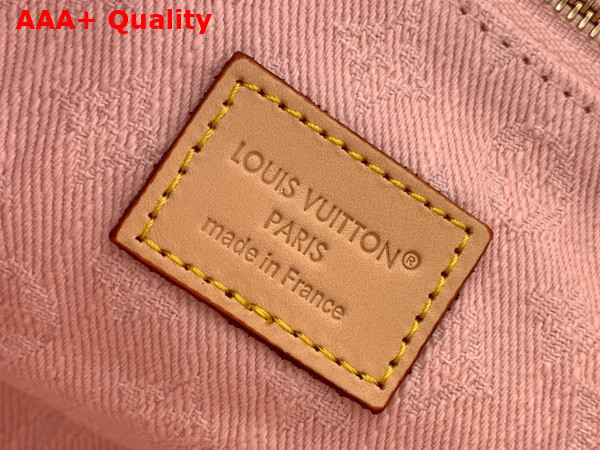 AAA+ Quality
LOUIS VUITTON®
PARIS
made in France